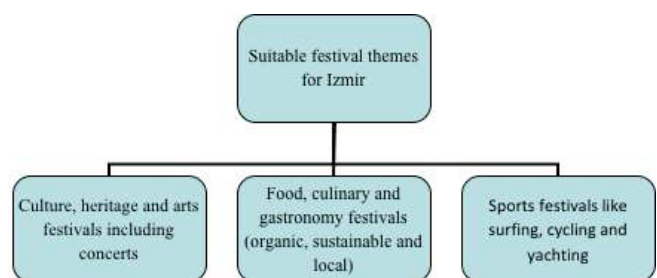 Suitable festival themes
for Izmir
Culture, heritage and arts
festivals including
concerts
Food, culinary and
gastronomy festivals
(organic, sustainable and
local)
Sports festivals like
surfing, cycling and
yachting